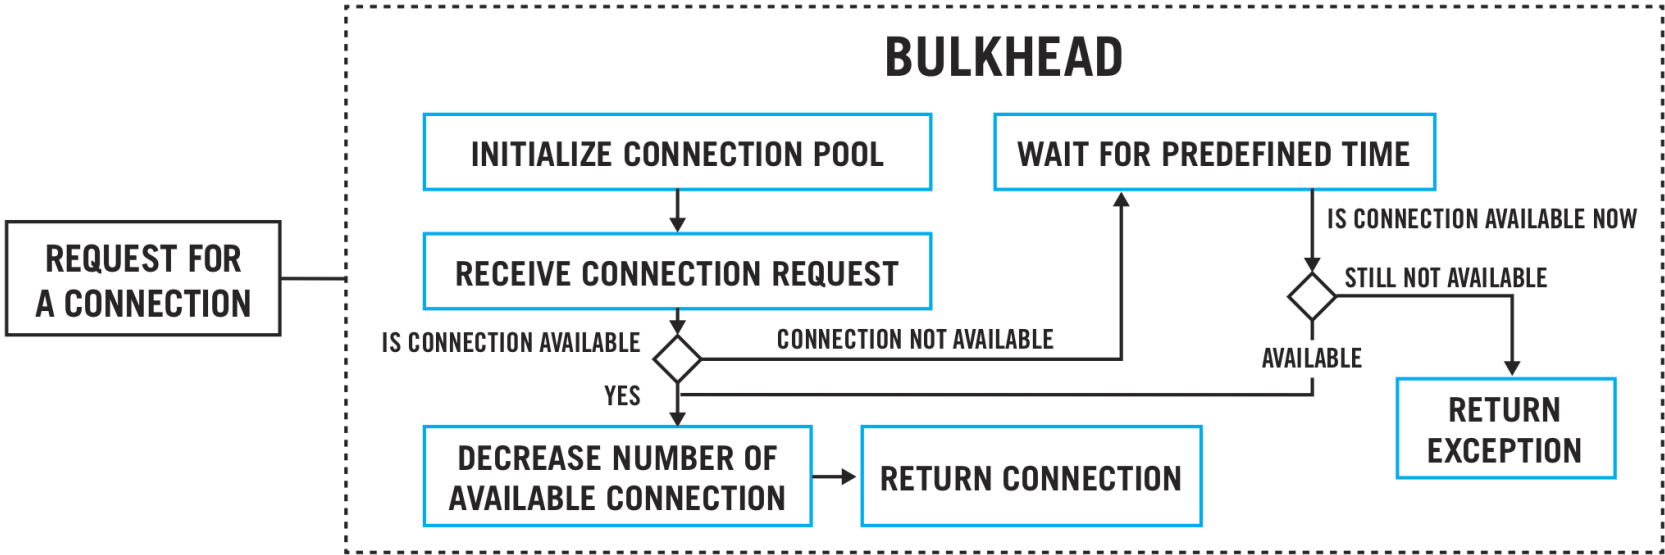 BULKHEAD
REQUEST FOR
A CONNECTION
INITIALIZE CONNECTION POOL
RECEIVE CONNECTION REQUEST
IS CONNECTION AVAILABLE
CONNECTION NOT AVAILABLE
YES
DECREASE NUMBER OF
AVAILABLE CONNECTION
RETURN CONNECTION
WAIT FOR PREDEFINED TIME
IS CONNECTION AVAILABLE NOW
STILL NOT AVAILABLE
AVAILABLE
RETURN
EXCEPTION